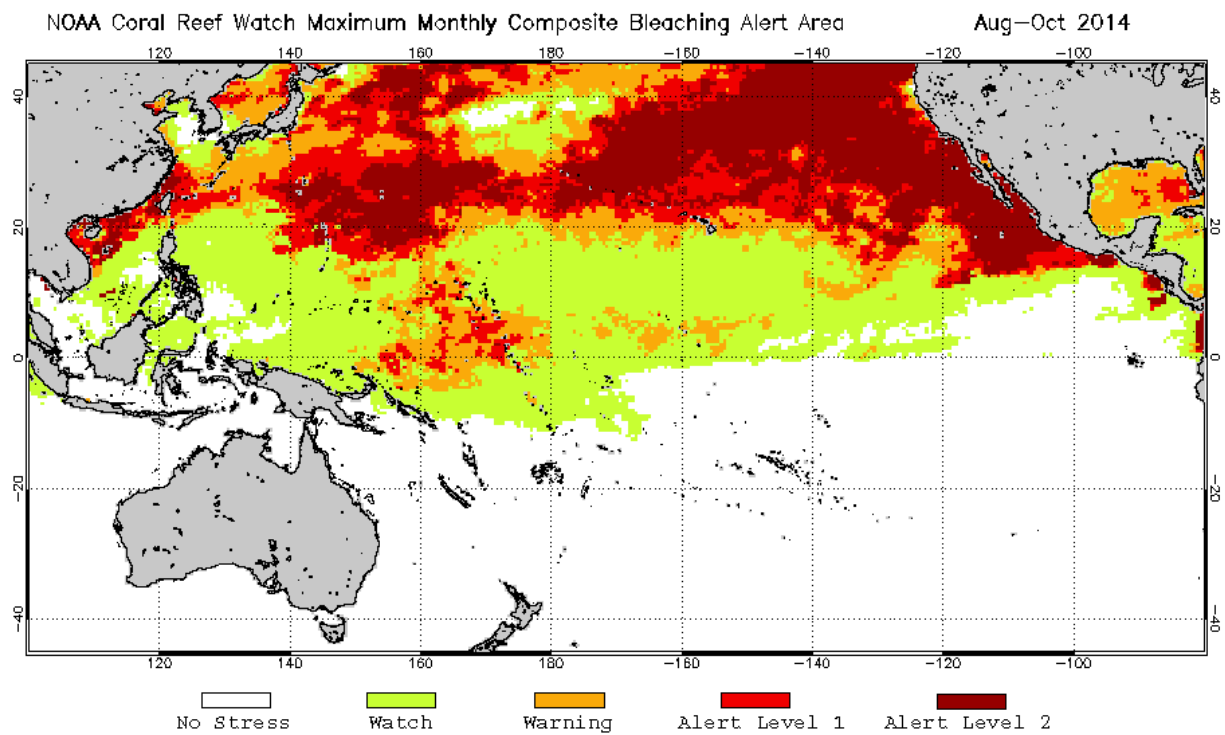 NOAA Coral Reef Watch Maximum Monthly Composite Bleaching Alert Area Aug-Oct 2014
120 140 160 180 -160 -140 -120 -100
40 40
20 20
0 0
-20 -20
-40 -40
120 140 160 180 -160 -140 -120 -100
No Stress Watch Warning Alert Level 1 Alert Level 2